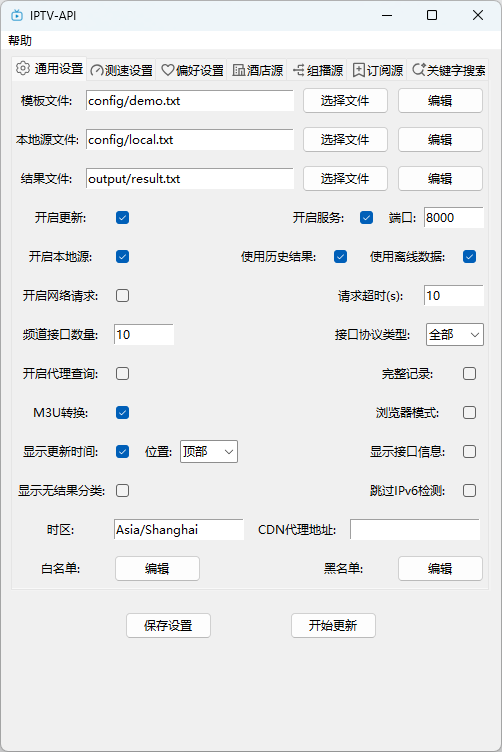 IPTV-API
帮助
通用设置 测速设置 偏好设置 酒店源 组播源 订阅源 关键字搜索
模板文件: config/demo.txt 选择文件 编辑
本地源文件: config/local.txt 选择文件 编辑
结果文件: output/result.txt 选择文件 编辑
开启更新: 开启服务: 端口: 8000
开启本地源: 使用历史结果: 使用离线数据:
开启网络请求: 请求超时(s): 10
频道接口数量: 10 接口协议类型: 全部
开启代理查询: 完整记录:
M3U转换: 浏览器模式:
显示更新时间: 位置: 顶部 显示接口信息:
显示无结果分类: 跳过IPv6检测:
时区: Asia/Shanghai CDN代理地址:
白名单: 编辑 黑名单: 编辑
保存设置 开始更新